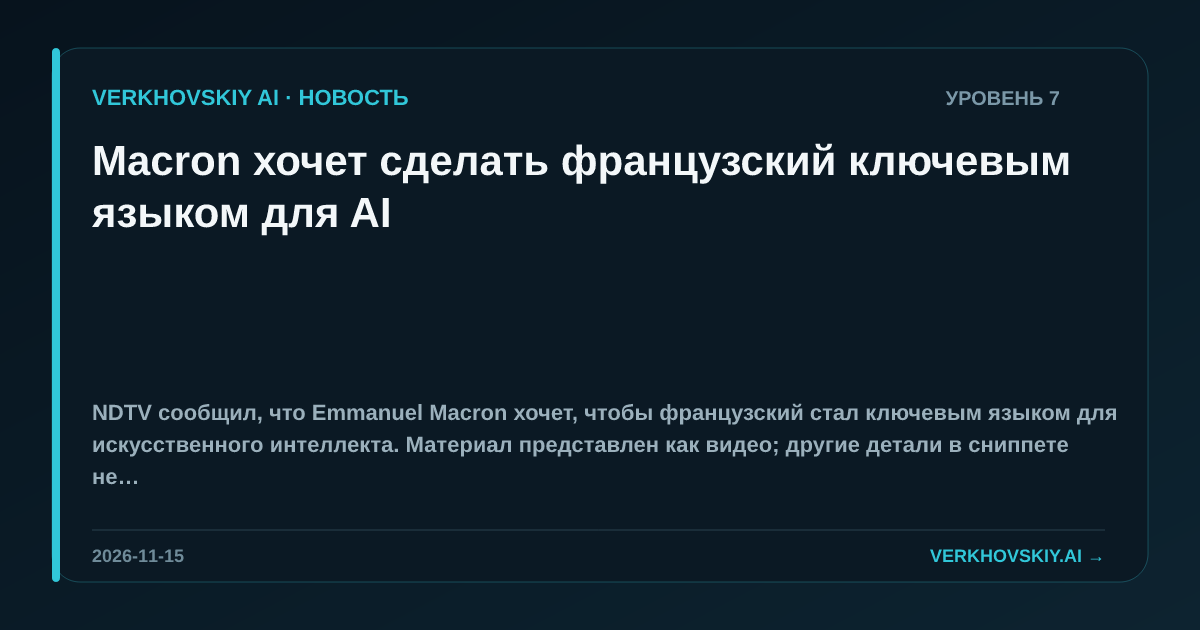 VERKHOVSKIY AI · НОВОСТЬ
УРОВЕНЬ 7
Macron хочет сделать французский ключевым
языком для AI
NDTV сообщил, что Emmanuel Macron хочет, чтобы французский стал ключевым языком для
искусственного интеллекта. Материал представлен как видео; другие детали в сниппете
не…
2026-11-15
VERKHOVSKIY.AI →